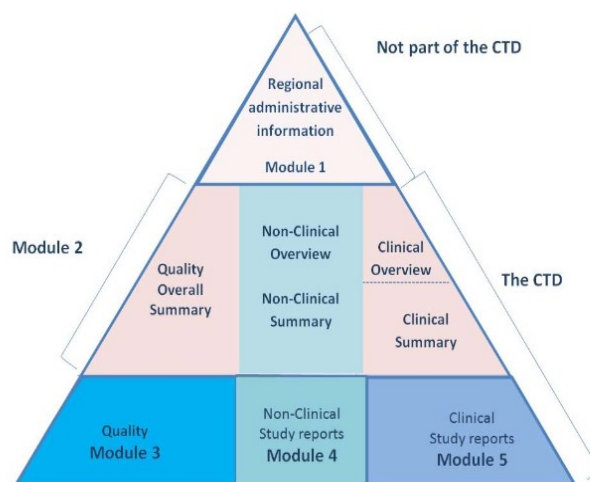 Not part of the CTD
Regional
administrative
information
Module 1
Module 2
Quality
Overall
Summary
Non-Clinical
Overview
Non-Clinical
Summary
Clinical
Overview
Clinical
Summary
The CTD
Quality
Module 3
Non-Clinical
Study reports
Module 4
Clinical
Study reports
Module 5